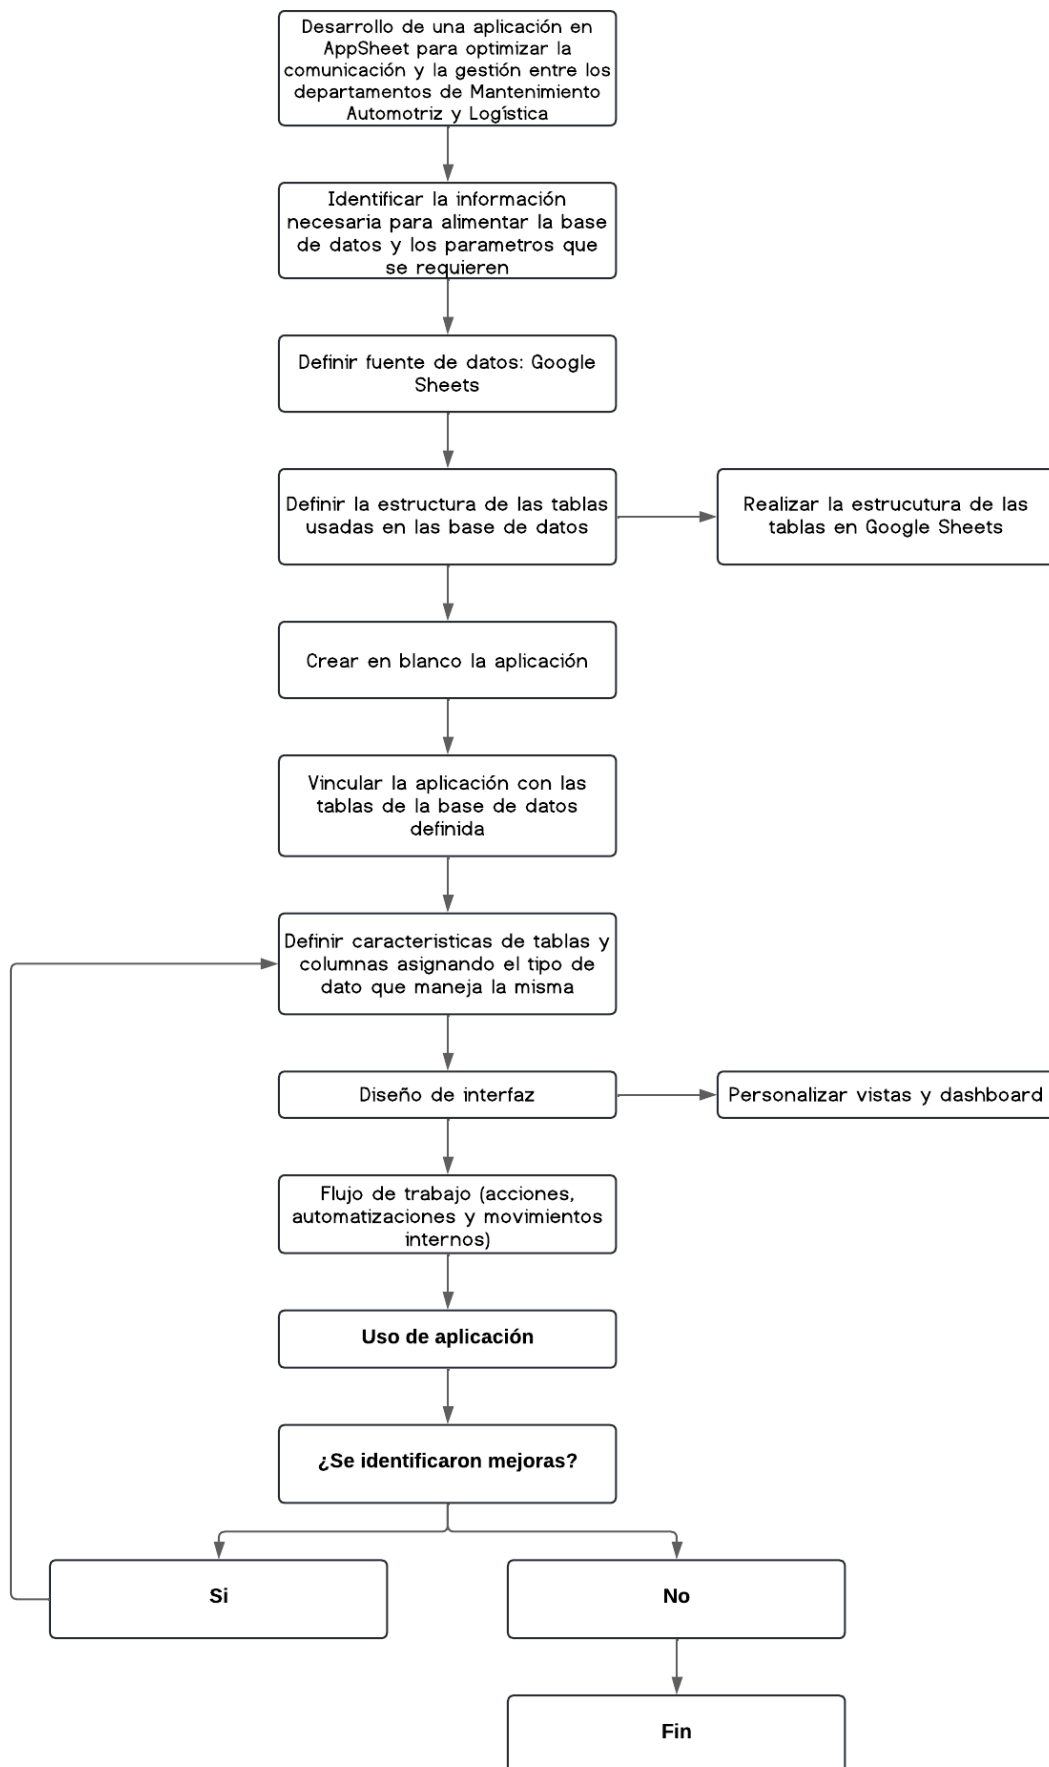 Desarrollo de una aplicación en
AppSheet para optimizar la
comunicación y la gestión entre los
departamentos de Mantenimiento
Automotriz y Logística
Identificar la información
necesaria para alimentar la base
de datos y los parametros que
se requieren
Definir fuente de datos: Google
Sheets
Definir la estructura de las tablas
usadas en las base de datos
Realizar la estrucutura de las
tablas en Google Sheets
Crear en blanco la aplicación
Vincular la aplicación con las
tablas de la base de datos
definida
Definir caracteristicas de tablas y
columnas asignando el tipo de
dato que maneja la misma
Diseño de interfaz
Personalizar vistas y dashboard
Flujo de trabajo (acciones,
automatizaciones y movimientos
internos)
Uso de aplicación
¿Se identificaron mejoras?
Si
No
Fin